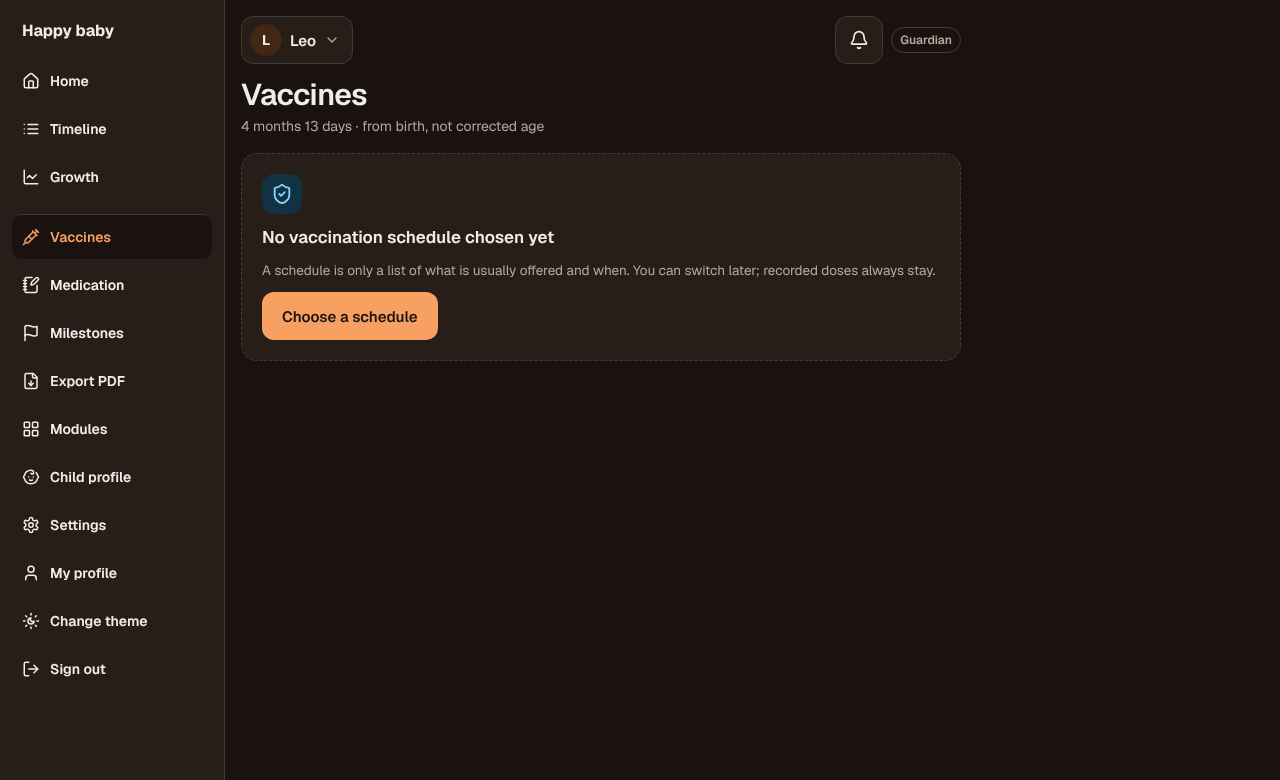 Happy baby
Home
Timeline
Growth
Vaccines
Medication
Milestones
Export PDF
Modules
Child profile
Settings
My profile
Change theme
Sign out
L Leo
Guardian
Vaccines
4 months 13 days · from birth, not corrected age
No vaccination schedule chosen yet
A schedule is only a list of what is usually offered and when. You can switch later; recorded doses always stay.
Choose a schedule